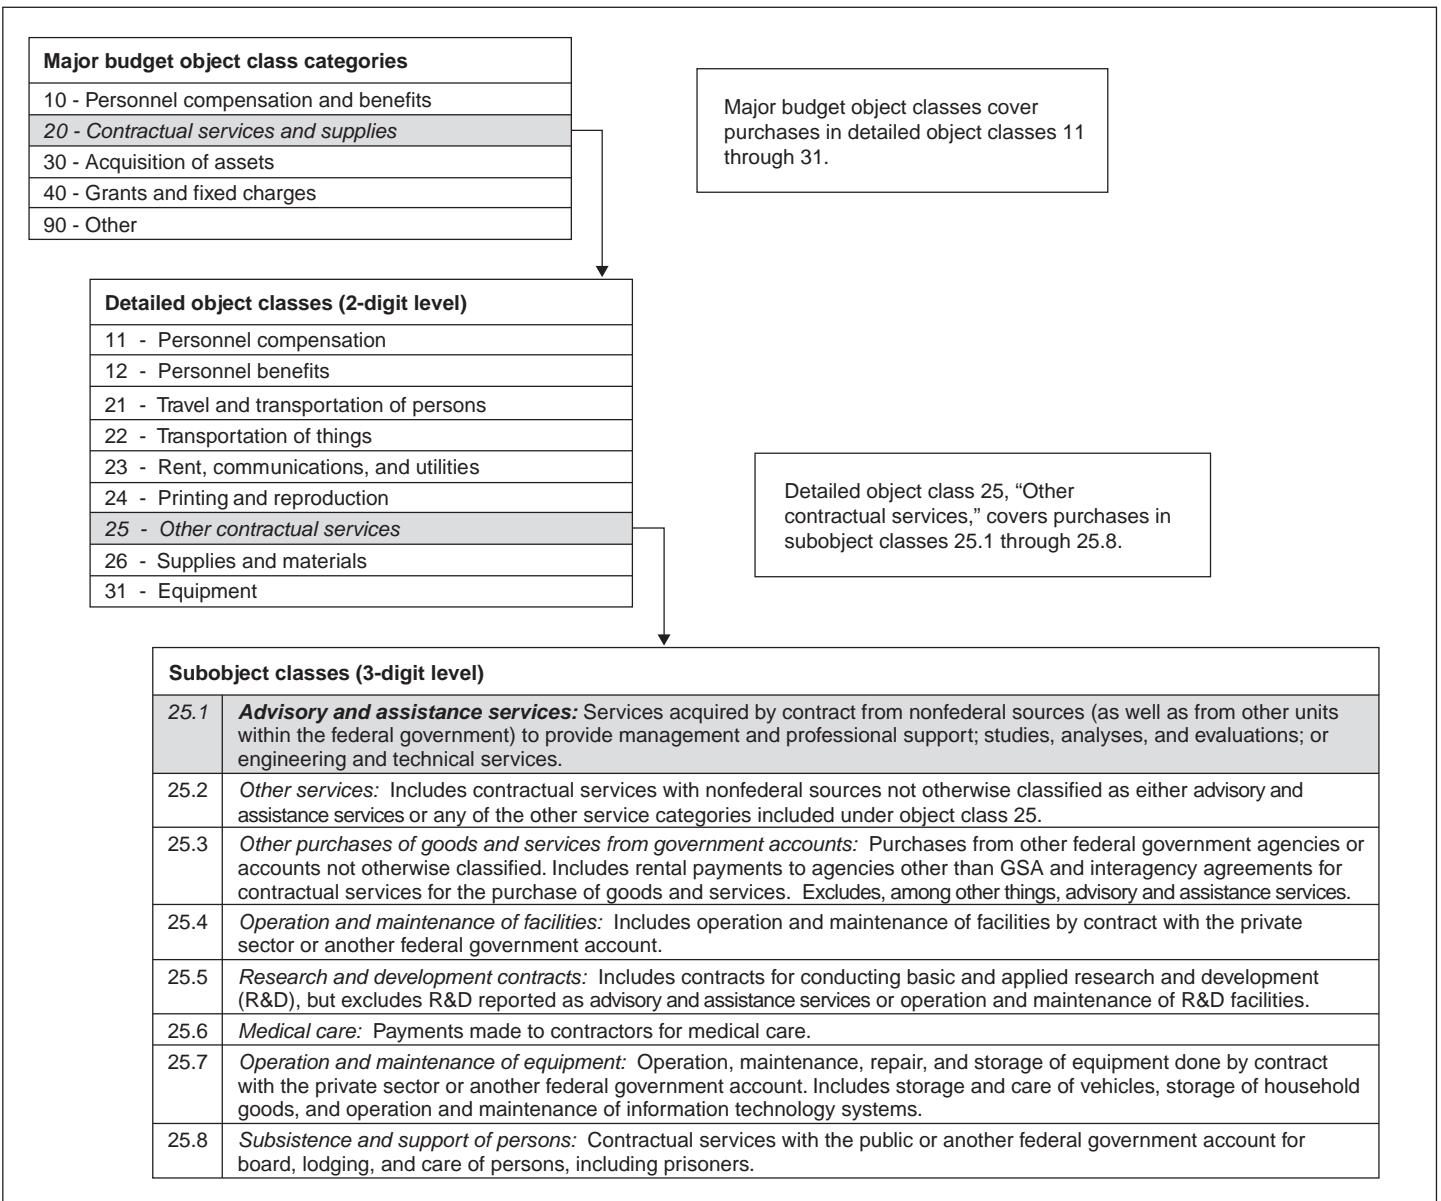 Major budget object class categories
10 - Personnel compensation and benefits
20 - Contractual services and supplies
30 - Acquisition of assets
40 - Grants and fixed charges
90 - Other
Major budget object classes cover
purchases in detailed object classes 11
through 31.
Detailed object classes (2-digit level)
11 - Personnel compensation
12 - Personnel benefits
21 - Travel and transportation of persons
22 - Transportation of things
23 - Rent, communications, and utilities
24 - Printing and reproduction
25 - Other contractual services
26 - Supplies and materials
31 - Equipment
Detailed object class 25, “Other
contractual services,” covers purchases in
subobject classes 25.1 through 25.8.
Subobject classes (3-digit level)
25.1 Advisory and assistance services: Services acquired by contract from nonfederal sources (as well as from other units
within the federal government) to provide management and professional support; studies, analyses, and evaluations; or
engineering and technical services.
25.2 Other services: Includes contractual services with nonfederal sources not otherwise classified as either advisory and
assistance services or any of the other service categories included under object class 25.
25.3 Other purchases of goods and services from government accounts: Purchases from other federal government agencies or
accounts not otherwise classified. Includes rental payments to agencies other than GSA and interagency agreements for
contractual services for the purchase of goods and services. Excludes, among other things, advisory and assistance services.
25.4 Operation and maintenance of facilities: Includes operation and maintenance of facilities by contract with the private
sector or another federal government account.
25.5 Research and development contracts: Includes contracts for conducting basic and applied research and development
(R&D), but excludes R&D reported as advisory and assistance services or operation and maintenance of R&D facilities.
25.6 Medical care: Payments made to contractors for medical care.
25.7 Operation and maintenance of equipment: Operation, maintenance, repair, and storage of equipment done by contract
with the private sector or another federal government account. Includes storage and care of vehicles, storage of household
goods, and operation and maintenance of information technology systems.
25.8 Subsistence and support of persons: Contractual services with the public or another federal government account for
board, lodging, and care of persons, including prisoners.